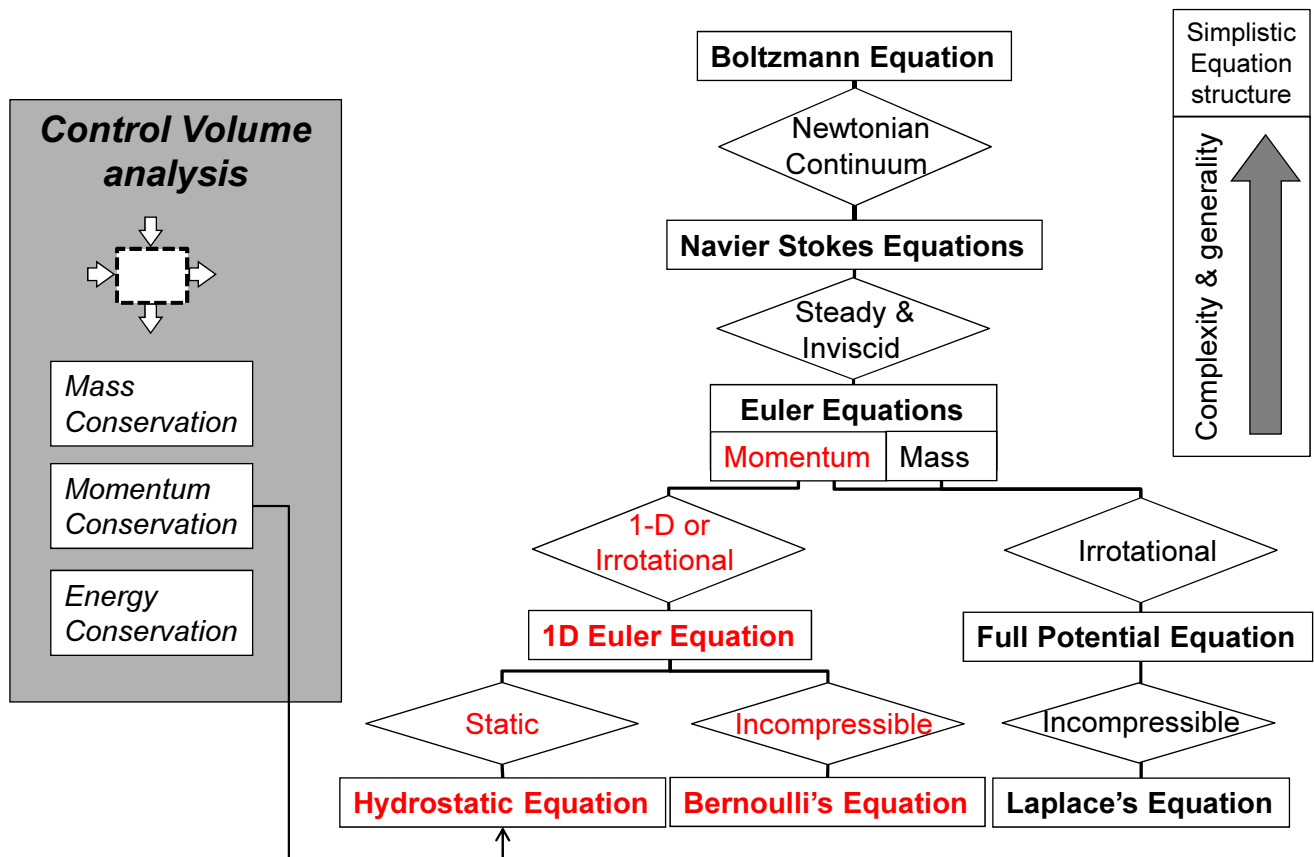 Boltzmann Equation
Simplistic
Equation
structure
Control Volume
analysis
Newtonian
Continuum
Complexity & generality
Navier Stokes Equations
Steady &
Inviscid
Mass
Conservation
Euler Equations
Momentum
Mass
Momentum
Conservation
1-D or
Irrotational
Irrotational
Energy
Conservation
1D Euler Equation
Full Potential Equation
Static
Incompressible
Incompressible
Hydrostatic Equation
Bernoulli’s Equation
Laplace’s Equation